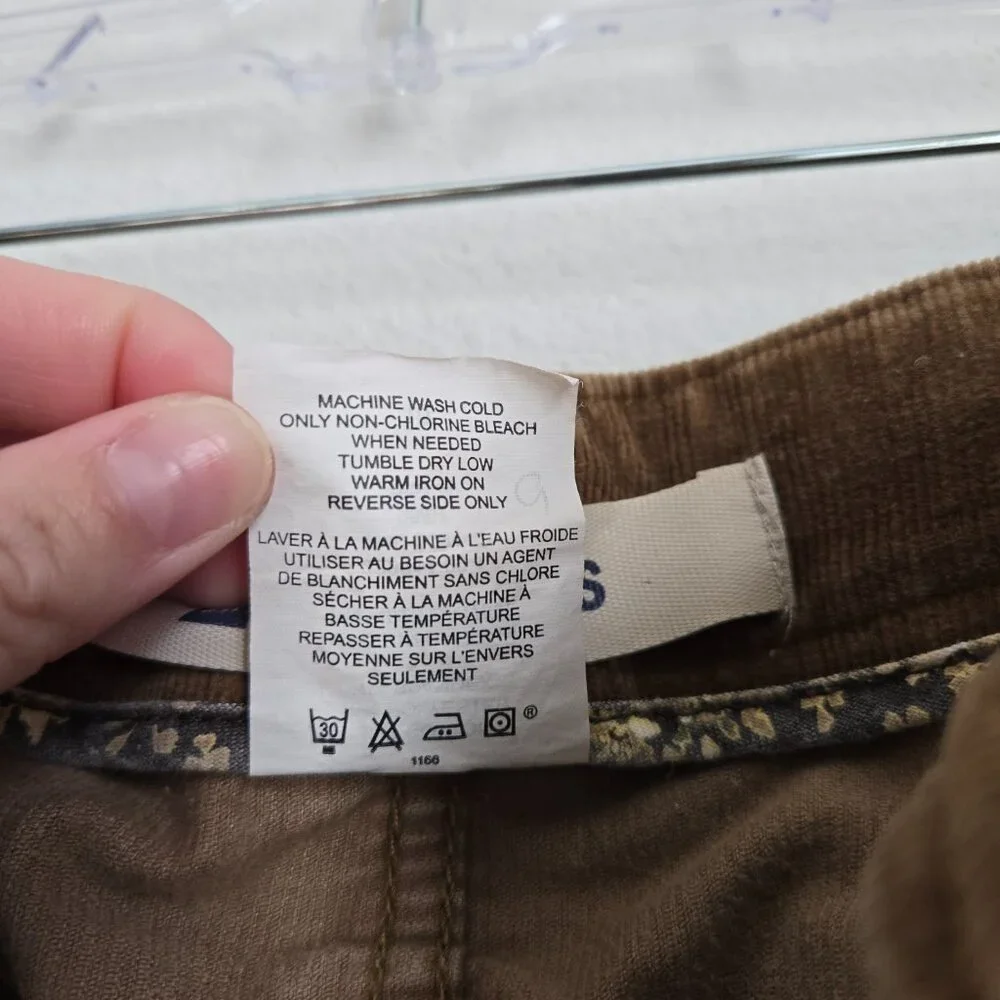 MACHINE WASH COLD
ONLY NON-CHLORINE BLEACH
WHEN NEEDED
TUMBLE DRY LOW
WARM IRON ON
REVERSE SIDE ONLY
9
LAVER À LA MACHINE À L'EAU FROIDE
UTILISER AU BESOIN UN AGENT
DE BLANCHIMENT SANS CHLORE
SÉCHER À LA MACHINE À
BASSE TEMPÉRATURE
REPASSER À TEMPÉRATURE
MOYENNE SUR L'ENVERS
SEULEMENT
S
30 ®
1166